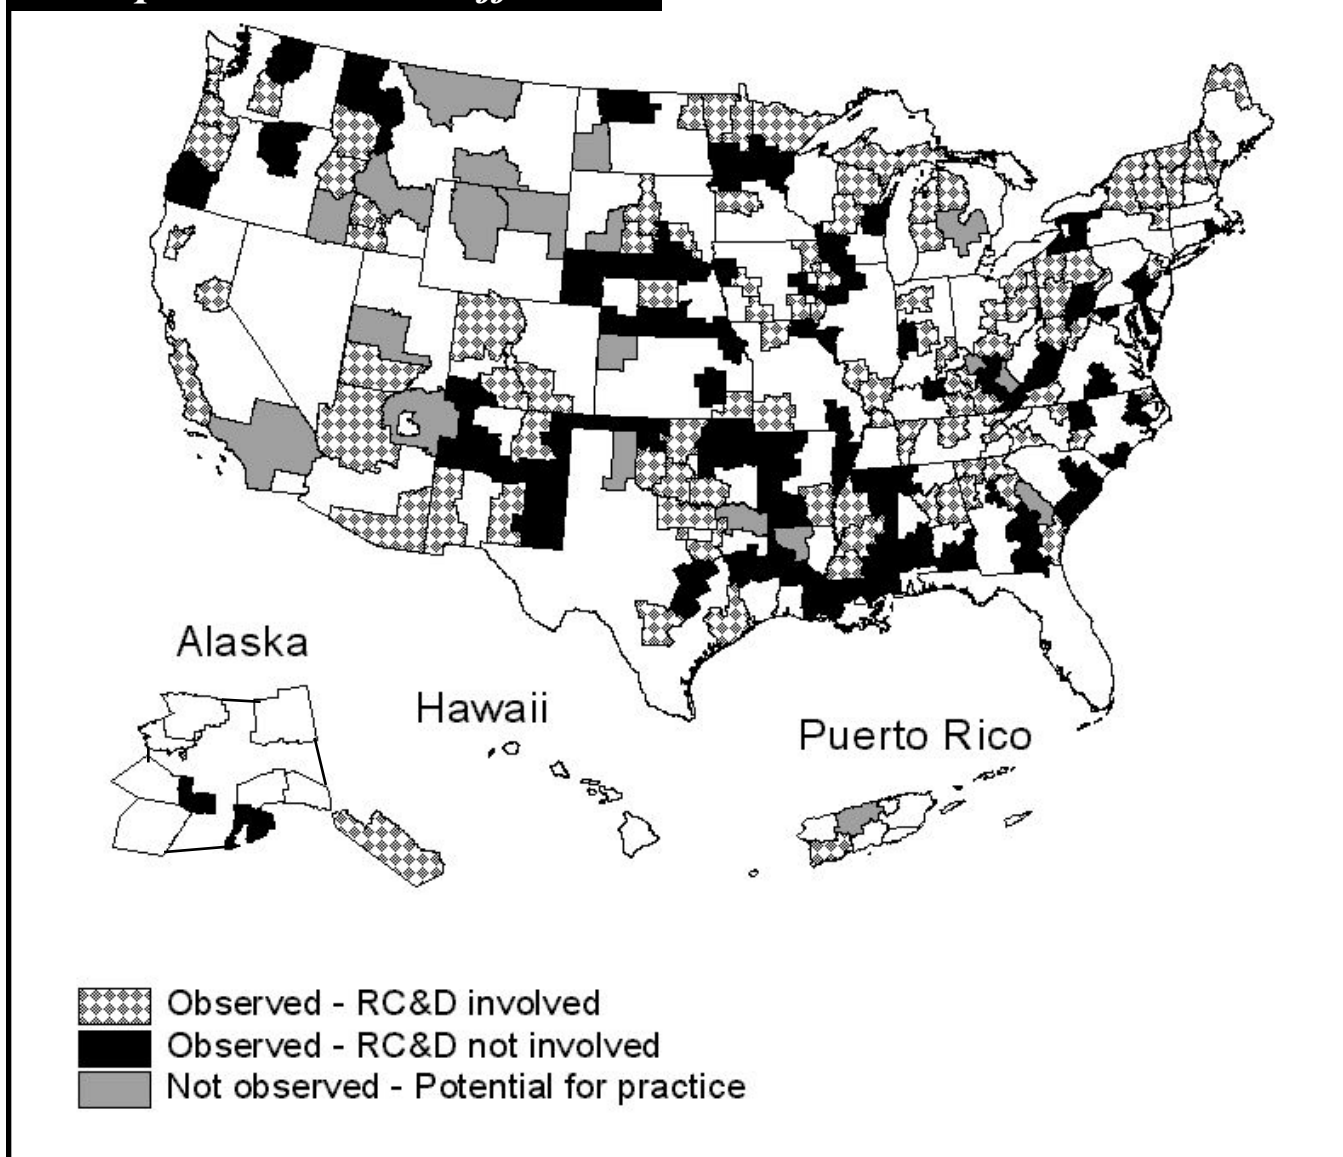 Alaska
Hawaii
Puerto Rico
Observed - RC&D involved
Observed - RC&D not involved
Not observed - Potential for practice